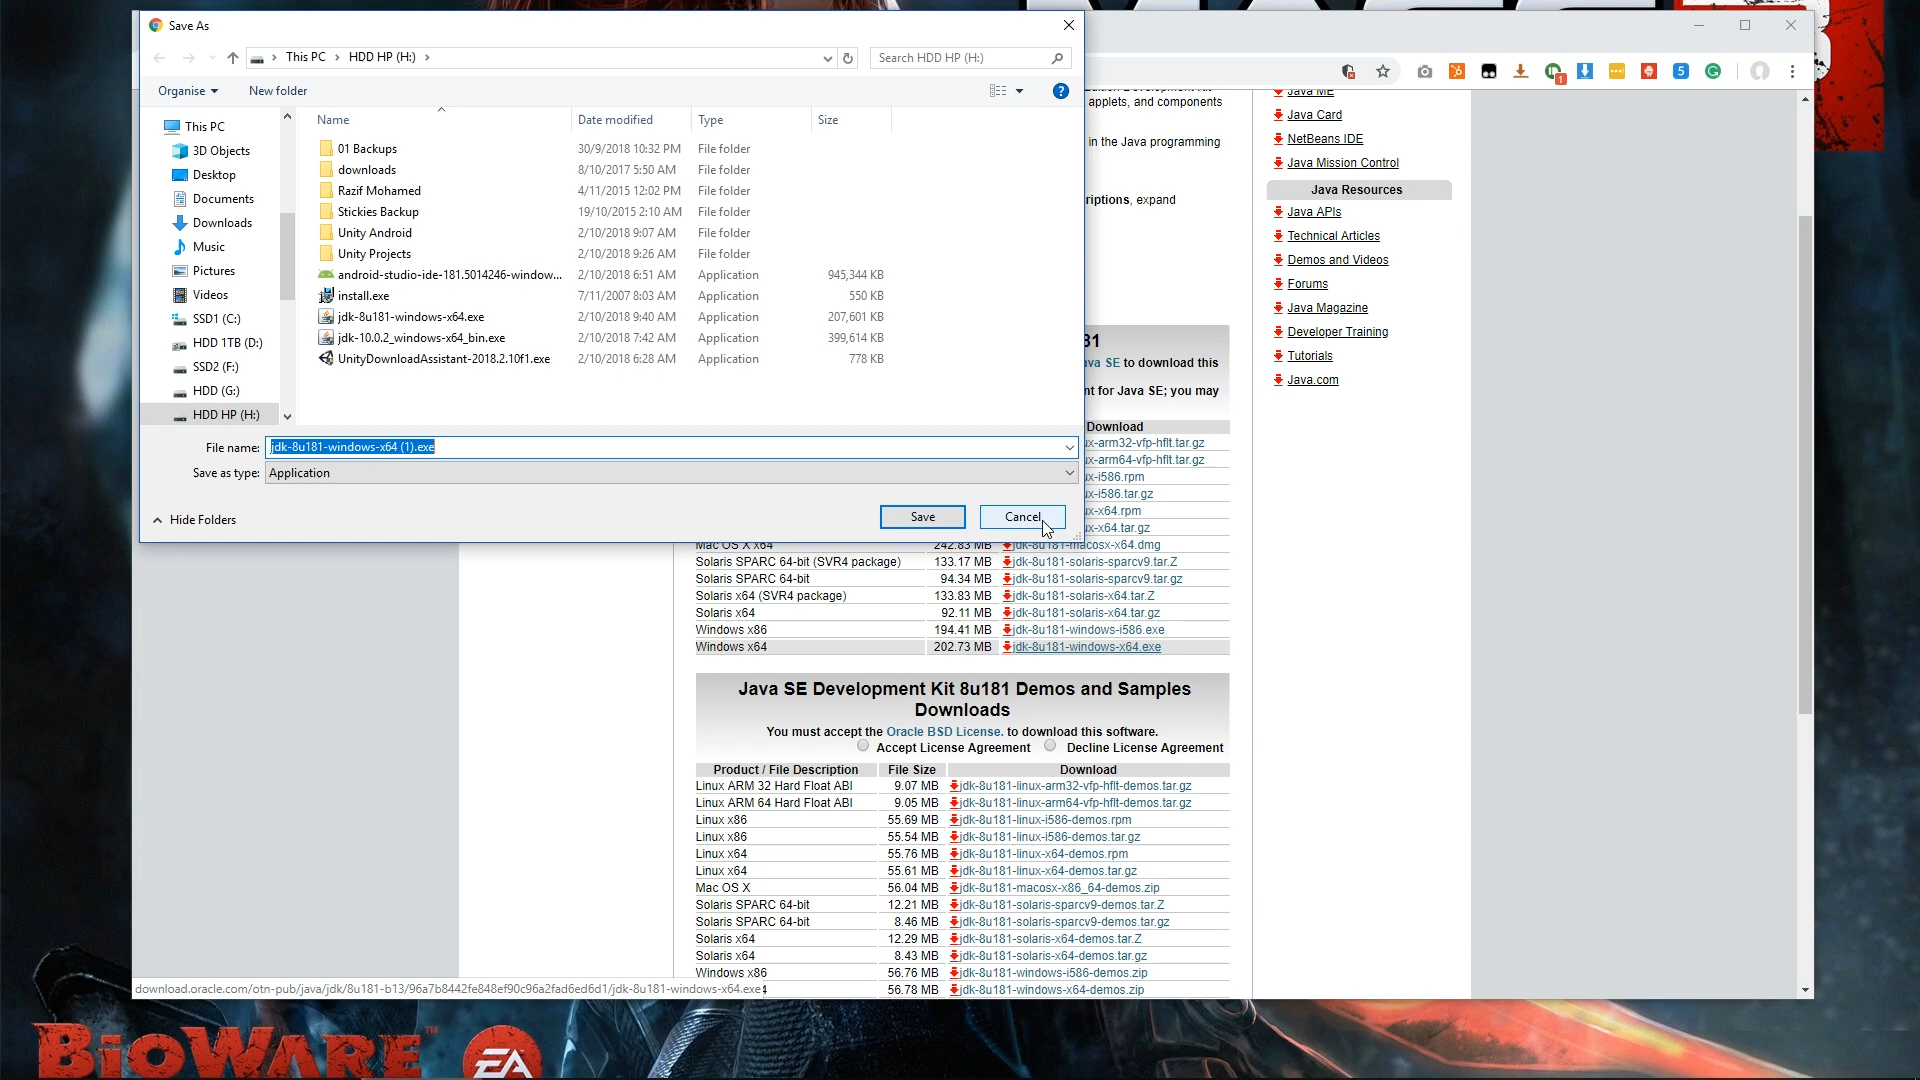 Save As
This PC
HDD HP (H:)
Search HDD HP (H:)
Organise
New folder
Name Date modified Type Size
This PC
3D Objects
Desktop
Documents
Downloads
Music
Pictures
Videos
SSD1 (C:)
HDD 1TB (D:)
SSD2 (F:)
HDD (G:)
HDD HP (H:)
01 Backups 30/9/2018 10:32 PM File folder
downloads 8/10/2017 5:50 AM File folder
Razif Mohamed 4/11/2015 12:02 PM File folder
Stickies Backup 19/10/2015 2:10 AM File folder
Unity Android 2/10/2018 9:07 AM File folder
Unity Projects 2/10/2018 9:26 AM File folder
android-studio-ide-181.5014246-window... 2/10/2018 6:51 AM Application 945,344 KB
install.exe 7/11/2007 8:03 AM Application 550 KB
jdk-8u181-windows-x64.exe 2/10/2018 9:40 AM Application 207,601 KB
jdk-10.0.2_windows-x64_bin.exe 2/10/2018 7:42 AM Application 399,614 KB
UnityDownloadAssistant-2018.2.10f1.exe 2/10/2018 6:28 AM Application 778 KB
File name: jdk-8u181-windows-x64 (1).exe
Save as type: Application
Hide Folders
Save
Cancel
1
5
applets, and components
in the Java programming
riptions, expand
31
ava SE to download this
nt for Java SE; you may
Download
ux-arm32-vfp-hflt.tar.gz
ux-arm64-vfp-hflt.tar.gz
ux-i586.rpm
ux-i586.tar.gz
ux-x64.rpm
ux-x64.tar.gz
Mac OS X x64 242.83 MB jdk-8u181-macosx-x64.dmg
Solaris SPARC 64-bit (SVR4 package) 133.17 MB jdk-8u181-solaris-sparcv9.tar.Z
Solaris SPARC 64-bit 94.34 MB jdk-8u181-solaris-sparcv9.tar.gz
Solaris x64 (SVR4 package) 133.83 MB jdk-8u181-solaris-x64.tar.Z
Solaris x64 92.11 MB jdk-8u181-solaris-x64.tar.gz
Windows x86 194.41 MB jdk-8u181-windows-i586.exe
Windows x64 202.73 MB jdk-8u181-windows-x64.exe
Java SE Development Kit 8u181 Demos and Samples
Downloads
You must accept the Oracle BSD License. to download this software.
Accept License Agreement Decline License Agreement
Product / File Description File Size Download
Linux ARM 32 Hard Float ABI 9.07 MB jdk-8u181-linux-arm32-vfp-hflt-demos.tar.gz
Linux ARM 64 Hard Float ABI 9.05 MB jdk-8u181-linux-arm64-vfp-hflt-demos.tar.gz
Linux x86 55.69 MB jdk-8u181-linux-i586-demos.rpm
Linux x86 55.54 MB jdk-8u181-linux-i586-demos.tar.gz
Linux x64 55.76 MB jdk-8u181-linux-x64-demos.rpm
Linux x64 55.61 MB jdk-8u181-linux-x64-demos.tar.gz
Mac OS X 56.04 MB jdk-8u181-macosx-x86_64-demos.zip
Solaris SPARC 64-bit 12.21 MB jdk-8u181-solaris-sparcv9-demos.tar.Z
Solaris SPARC 64-bit 8.46 MB jdk-8u181-solaris-sparcv9-demos.tar.gz
Solaris x64 12.29 MB jdk-8u181-solaris-x64-demos.tar.Z
Solaris x64 8.43 MB jdk-8u181-solaris-x64-demos.tar.gz
Windows x86 56.76 MB jdk-8u181-windows-i586-demos.zip
56.78 MB jdk-8u181-windows-x64-demos.zip
Java ME
Java Card
NetBeans IDE
Java Mission Control
Java Resources
Java APIs
Technical Articles
Demos and Videos
Forums
Java Magazine
Developer Training
Tutorials
Java.com
download.oracle.com/otn-pub/java/jdk/8u181-b13/96a7b8442fe848ef90c96a2fad6ed6d1/jdk-8u181-windows-x64.exe
BIOWARE™
EA